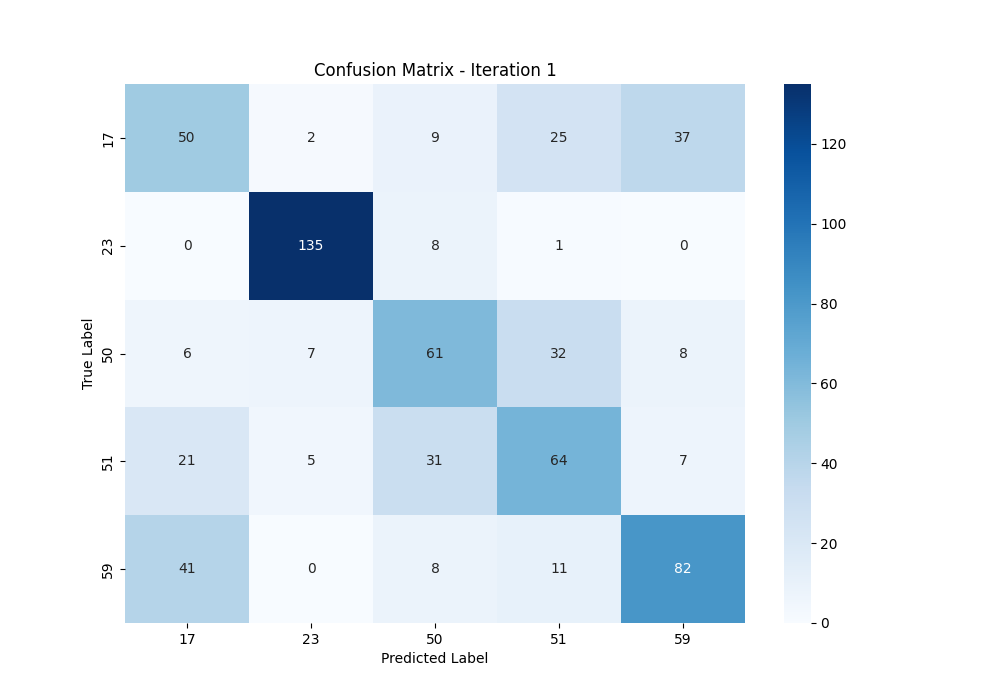 Confusion Matrix - Iteration 1
17 50 2 9 25 37
23 0 135 8 1 0
50 6 7 61 32 8
51 21 5 31 64 7
59 41 0 8 11 82
17 23 50 51 59
Predicted Label
True Label
120
100
80
60
40
20
0